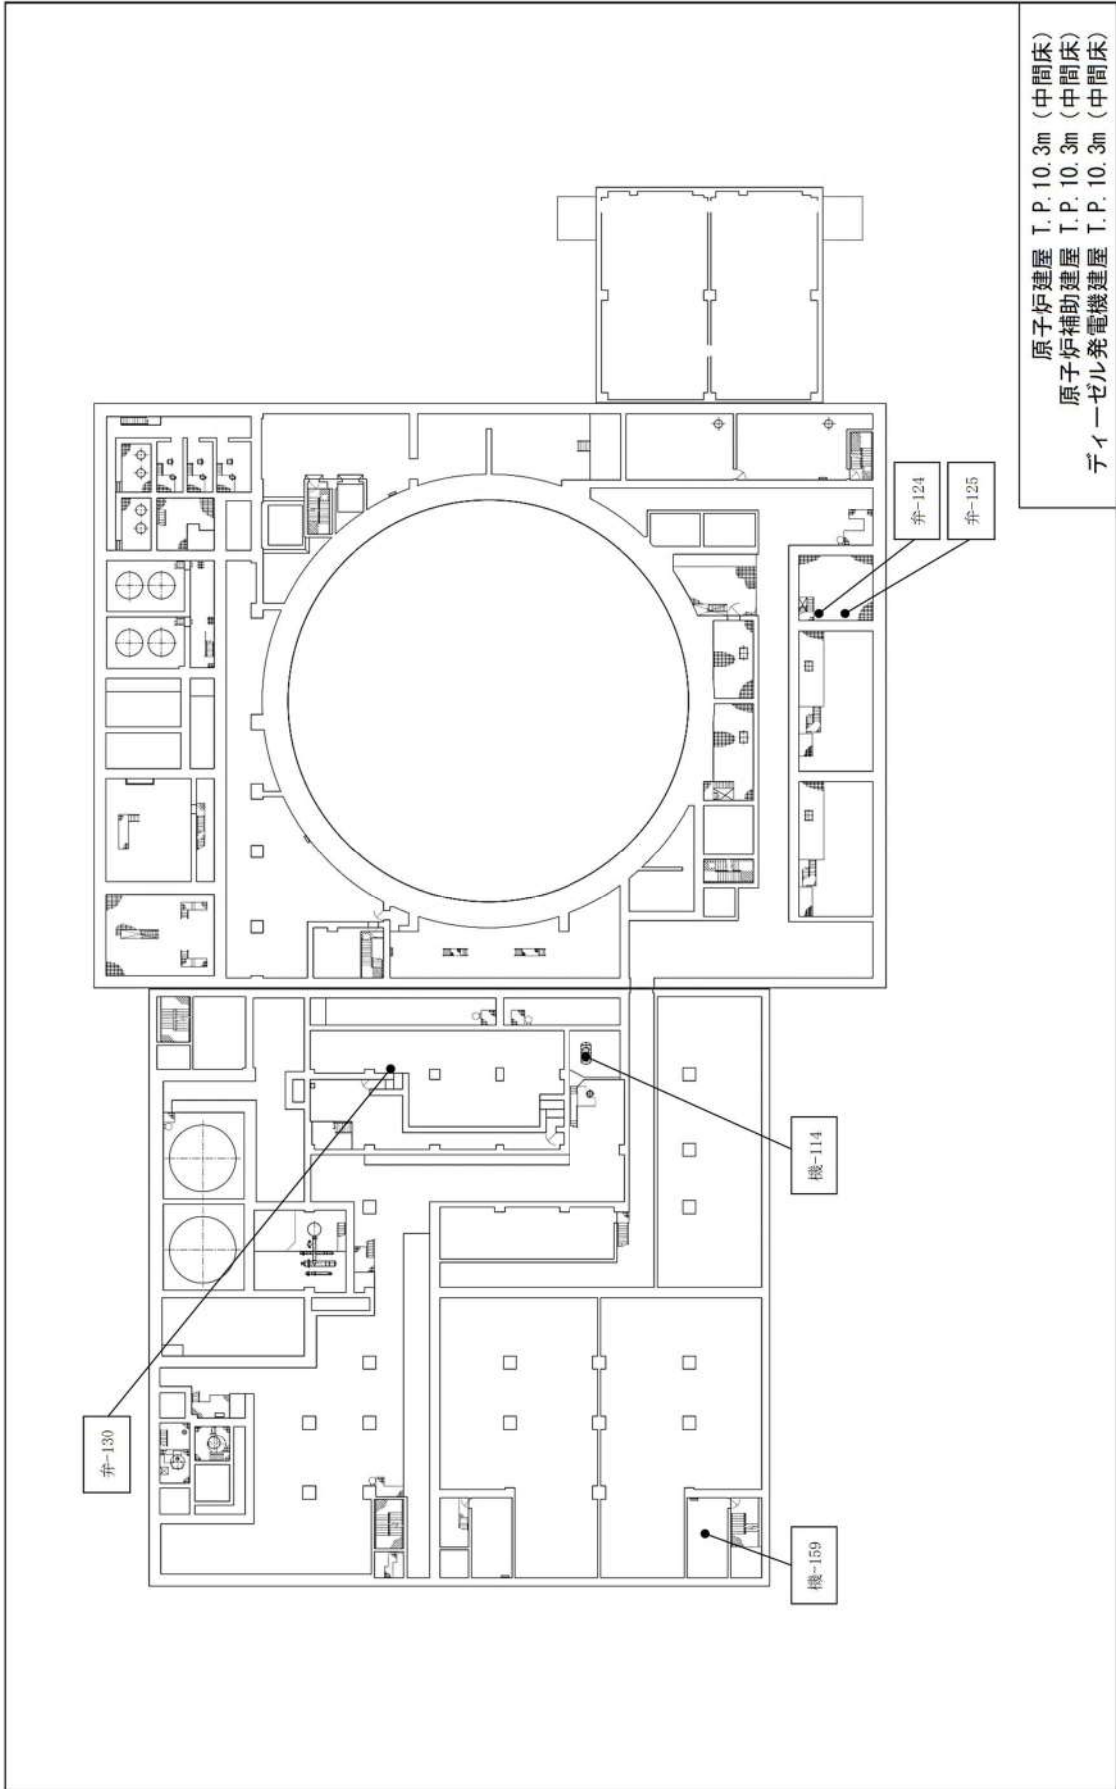 原子炉建屋 T.P.10.3m（中間床）
原子炉補助建屋 T.P.10.3m（中間床）
ディーゼル発電機建屋 T.P.10.3m（中間床）
弁-124
弁-125
弁-130
機-114
機-159